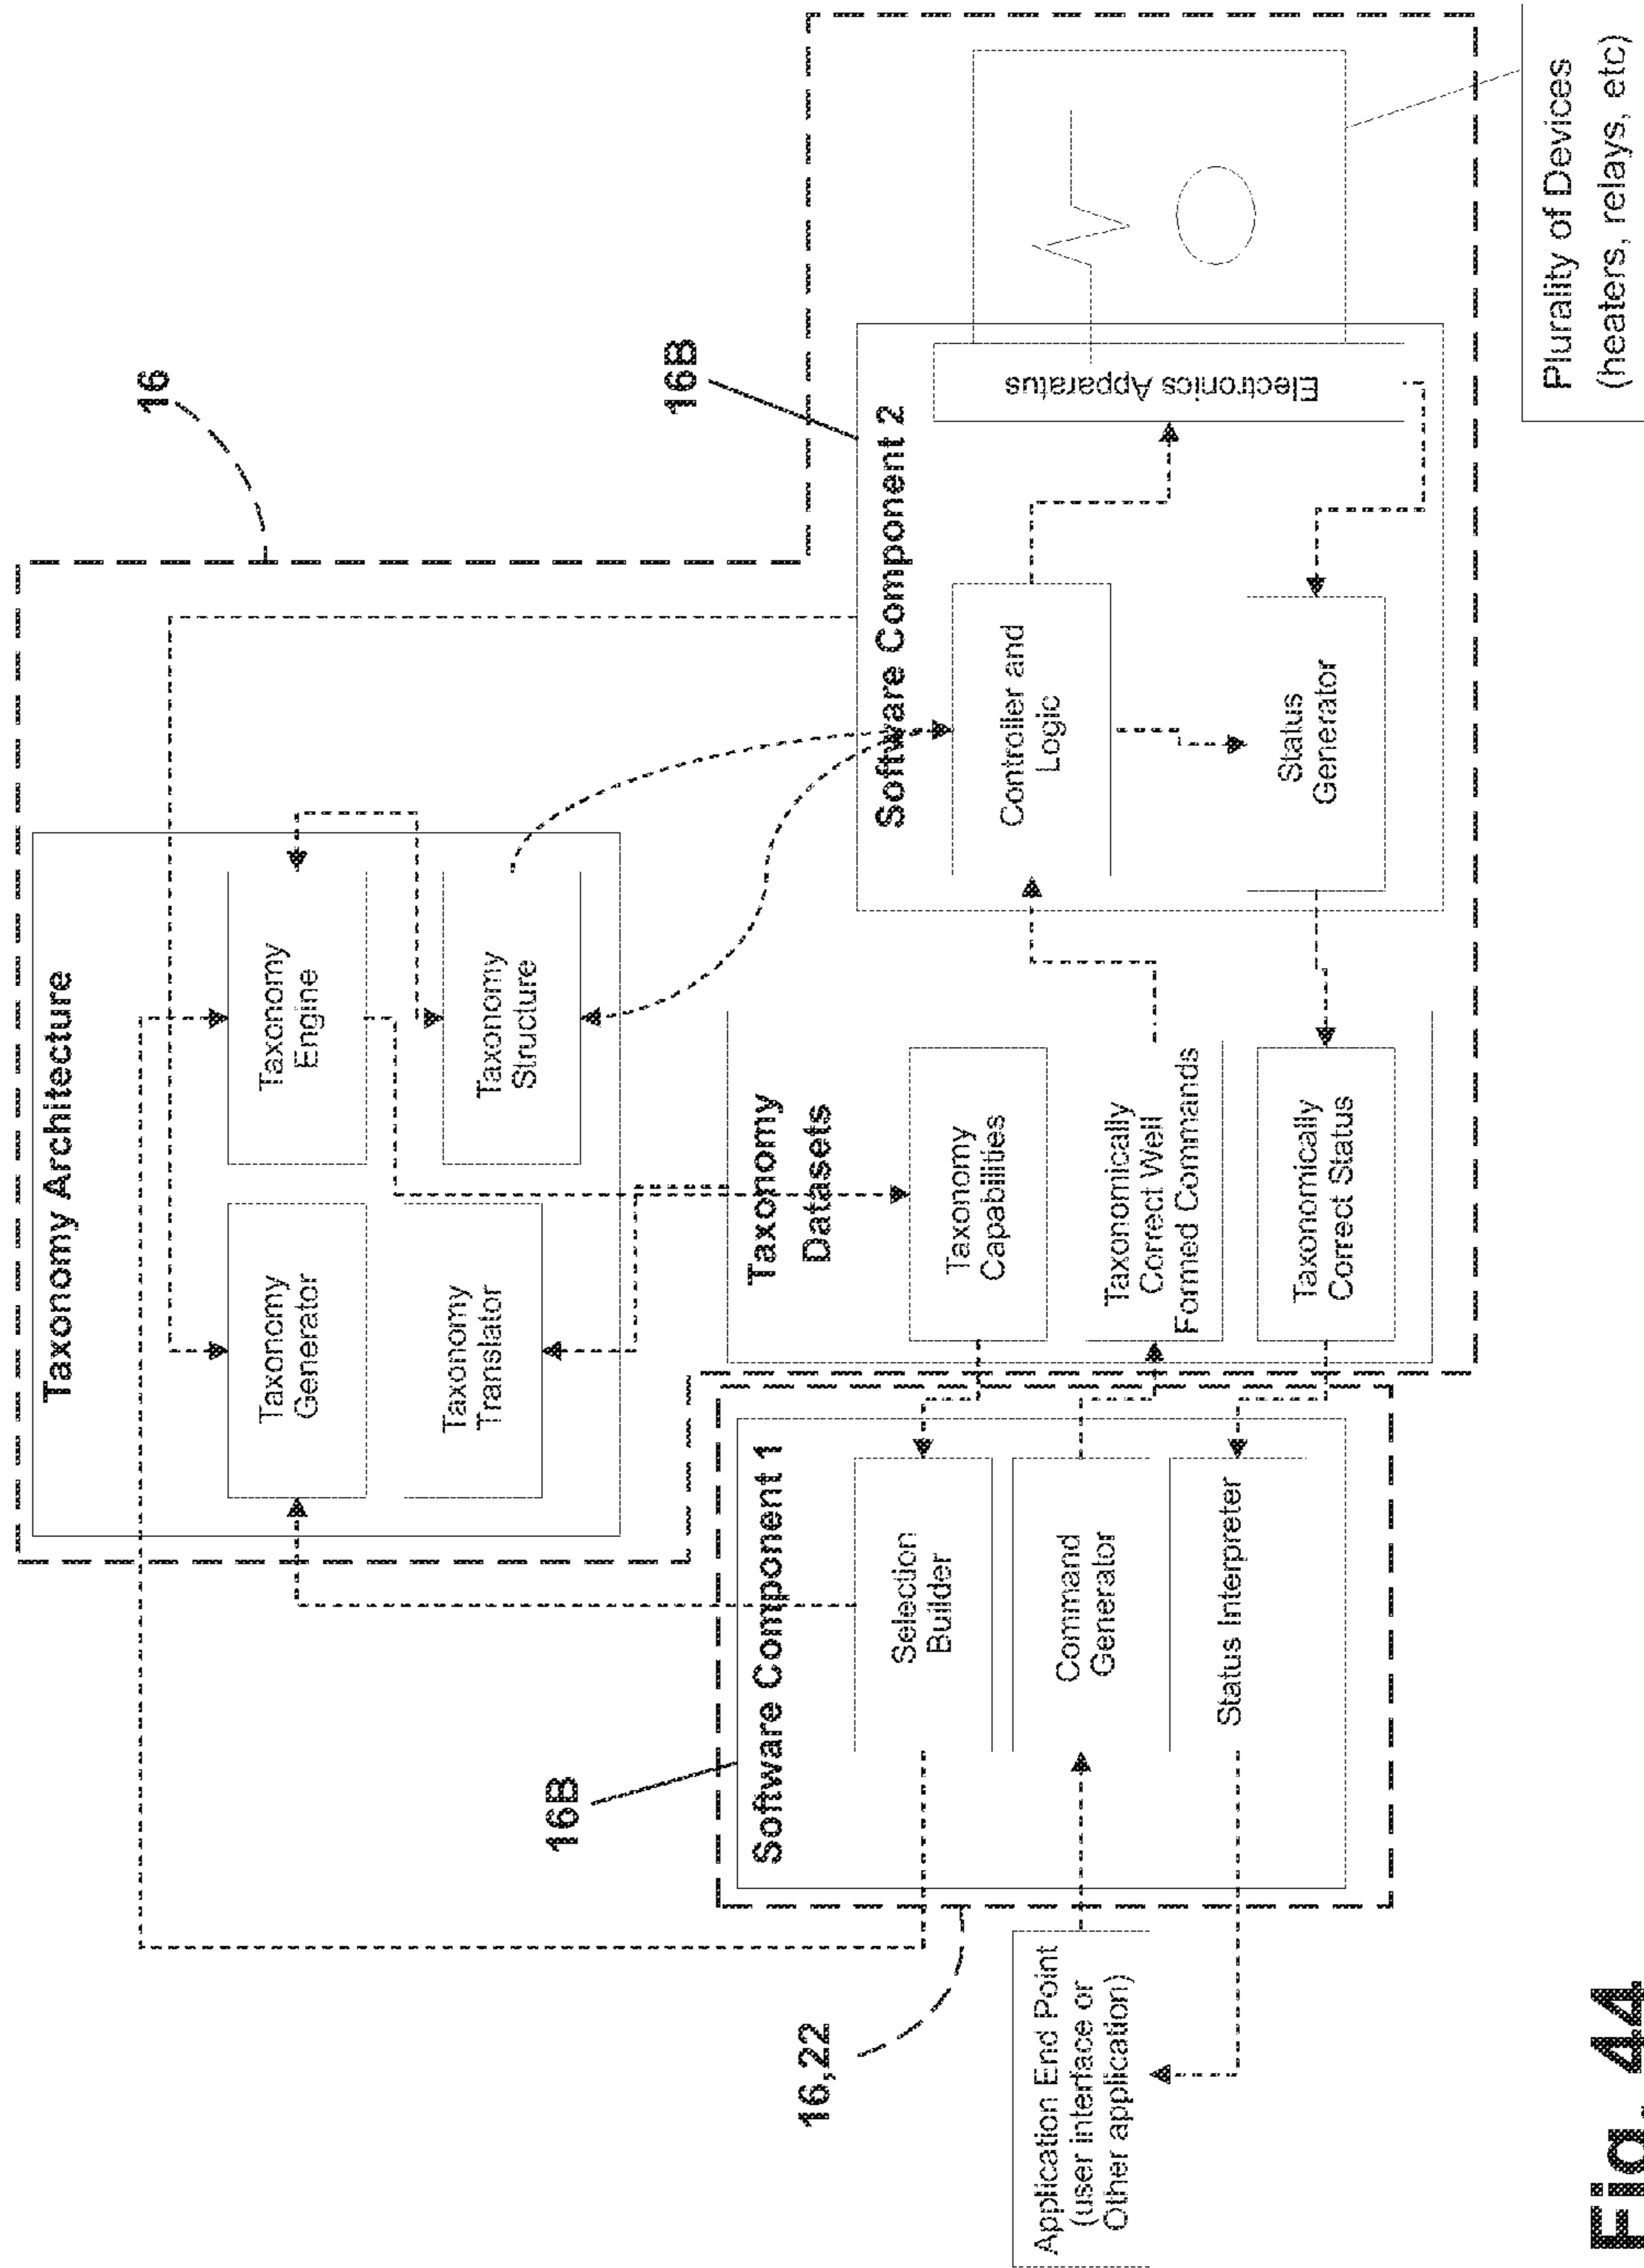 16
Taxonomy Architecture
Taxonomy
Generator
Taxonomy
Engine
Taxonomy
Translator
Taxonomy
Structure
16B
Software Component 1
Selection
Builder
Command
Generator
Status Interpreter
16,22
Application End Point
(user interface or
Other application)
Taxonomy
Datasets
Taxonomy
Capabilities
Taxonomically
Correct Well
Formed Commands
Taxonomically
Correct Status
16B
Software Component 2
Controller and
Logic
Status
Generator
Electronics Apparatus
Plurality of Devices
(heaters, relays, etc)
Fig. 44